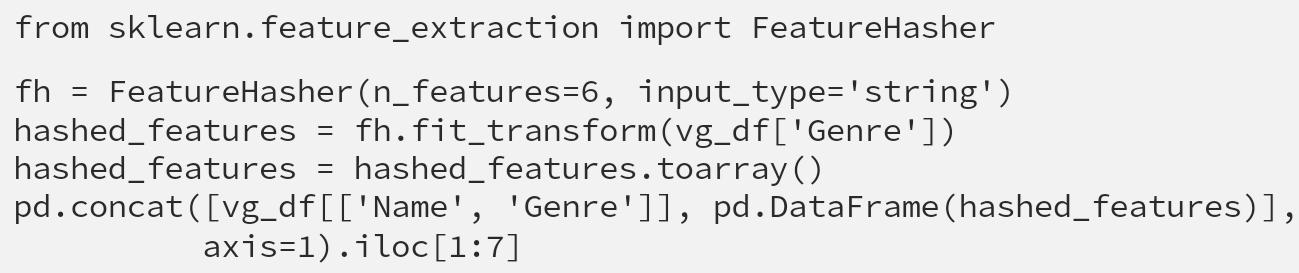 from sklearn.feature_extraction import FeatureHasher
fh = FeatureHasher(n_features=6, input_type='string')
hashed_features = fh.fit_transform(vg_df['Genre'])
hashed_features = hashed_features.toarray()
pd.concat([vg_df[['Name', 'Genre']], pd.DataFrame(hashed_features)],
          axis=1).iloc[1:7]